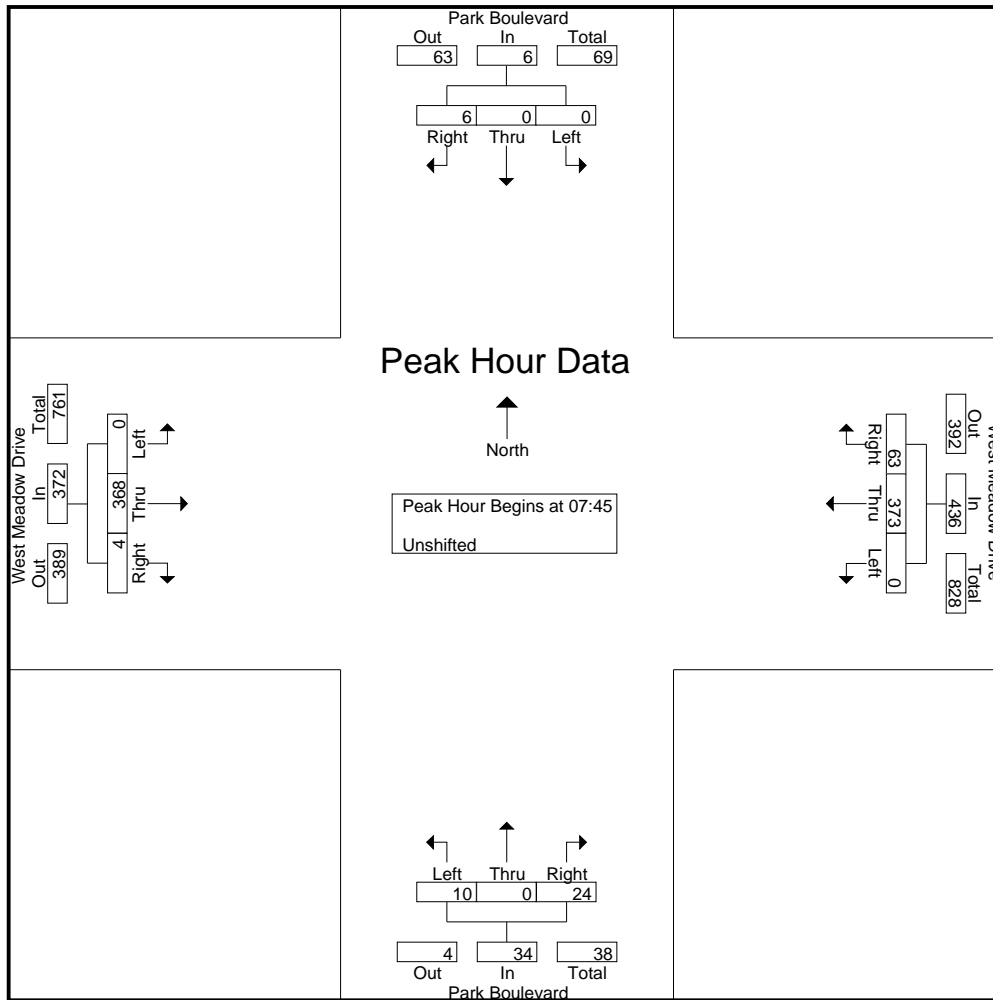 Park Boulevard
Out In Total
63 6 69
6 0 0
Right Thru Left
Peak Hour Data
North
Peak Hour Begins at 07:45
Unshifted
West Meadow Drive
Out In Total
389 372 761
0 368 4
Left Thru Right
Right Thru Left
63 373 0
392 436 828
Out In Total
West Meadow Drive
Left Thru Right
10 0 24
4 34 38
Out In Total
Park Boulevard